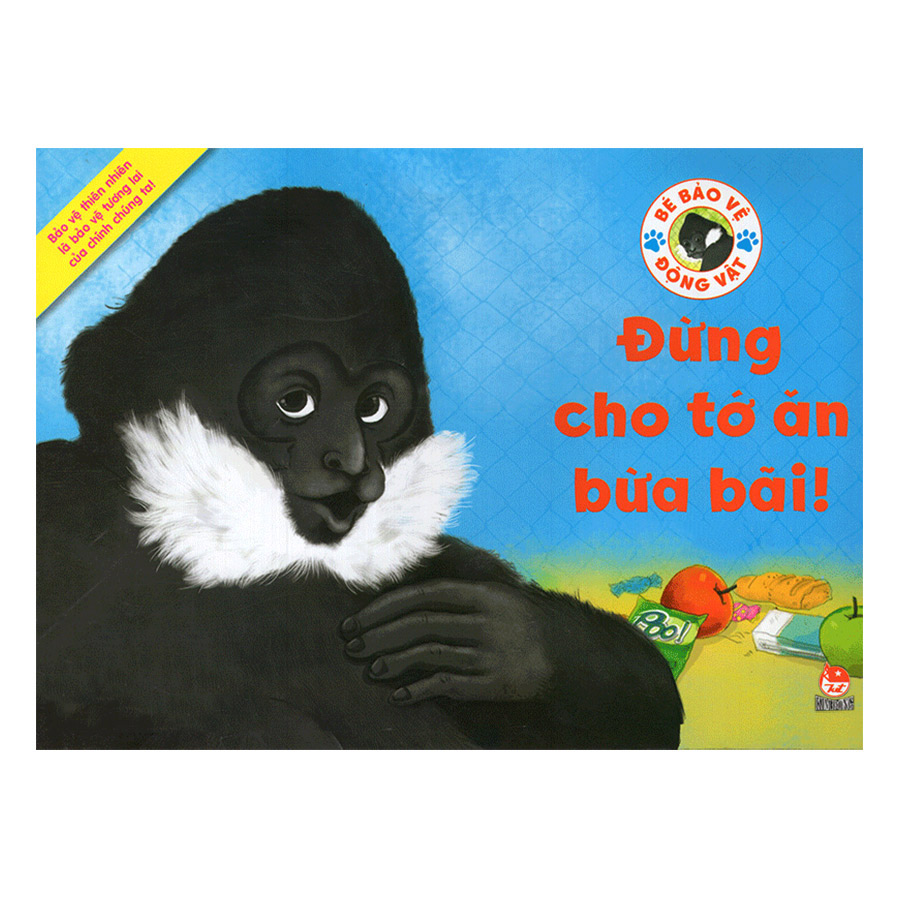 Bảo vệ thiên nhiên
là bảo vệ tương lai
của chính chúng ta!
BÉ BẢO VỆ
ĐỘNG VẬT
Đừng
cho tớ ăn
bừa bãi!
POO!